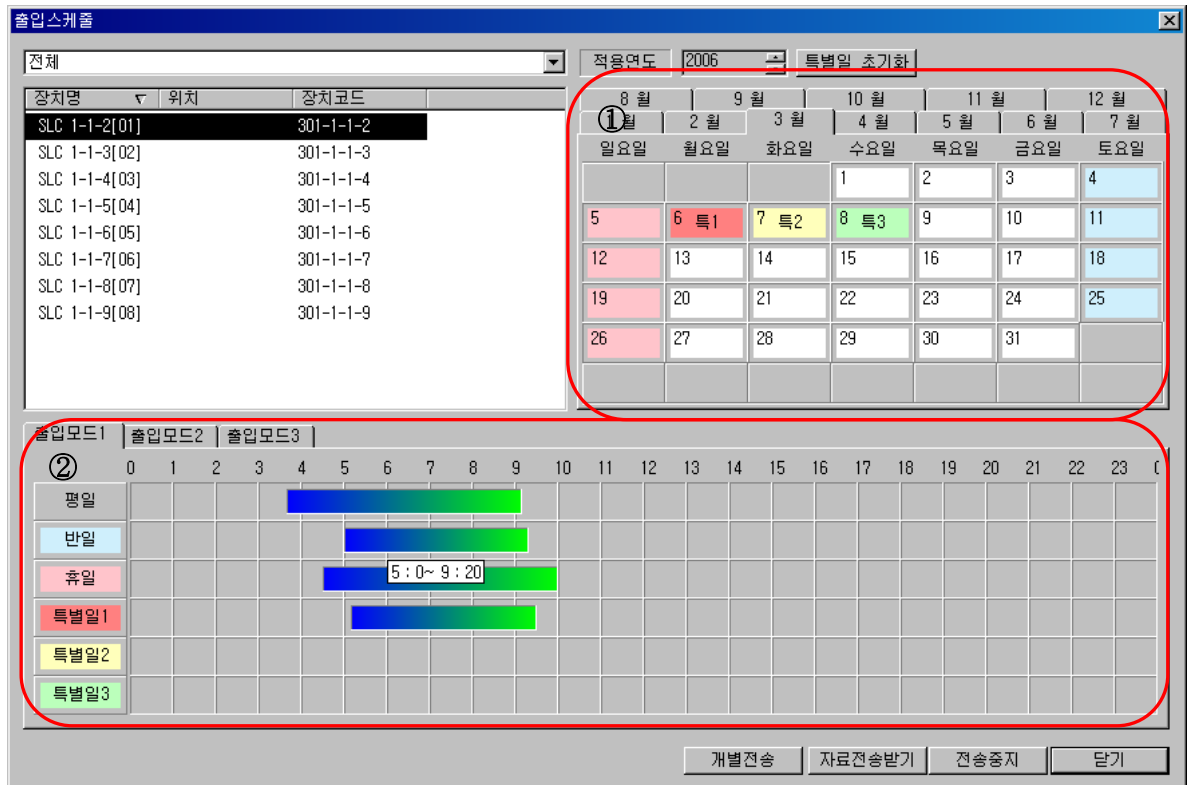 출입스케줄
전체
적용연도 2006 특별일 초기화
장치명 위치 장치코드
SLC 1-1-2[01] 301-1-1-2
SLC 1-1-3[02] 301-1-1-3
SLC 1-1-4[03] 301-1-1-4
SLC 1-1-5[04] 301-1-1-5
SLC 1-1-6[05] 301-1-1-6
SLC 1-1-7[06] 301-1-1-7
SLC 1-1-8[07] 301-1-1-8
SLC 1-1-9[08] 301-1-1-9
8 월 9 월 10 월 11 월 12 월
① 월 2 월 3 월 4 월 5 월 6 월 7 월
일요일 월요일 화요일 수요일 목요일 금요일 토요일
1 2 3 4
5 6 특1 7 특2 8 특3 9 10 11
12 13 14 15 16 17 18
19 20 21 22 23 24 25
26 27 28 29 30 31
출입모드1 출입모드2 출입모드3
② 0 1 2 3 4 5 6 7 8 9 10 11 12 13 14 15 16 17 18 19 20 21 22 23
평일
반일
휴일 5 : 0~ 9 : 20
특별일1
특별일2
특별일3
개별전송 자료전송받기 전송중지 닫기